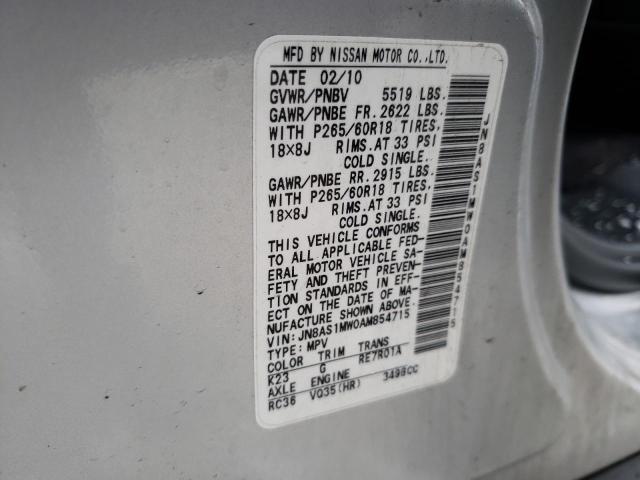 MFD BY NISSAN MOTOR CO.,LTD.
DATE 02/10
GVWR/PNBV 5519 LBS.
GAWR/PNBE FR. 2622 LBS.
WITH P265/60R18 TIRES,
18X8J RIMS.AT 33 PSI
COLD SINGLE.
GAWR/PNBE RR. 2915 LBS.
WITH P265/60R18 TIRES,
18X8J RIMS.AT 33 PSI
COLD SINGLE.
THIS VEHICLE CONFORMS
TO ALL APPLICABLE FED-
ERAL MOTOR VEHICLE SA-
FETY AND THEFT PREVEN-
TION STANDARDS IN EFF-
ECT ON THE DATE OF MA-
NUFACTURE SHOWN ABOVE.
VIN: JN8AS1MW0AM854715
TYPE: MPV
COLOR TRIM TRANS
K23 G RE7R01A
AXLE ENGINE
RC36 VQ35(HR) 3498CC
JN8AS1MW0AM854715